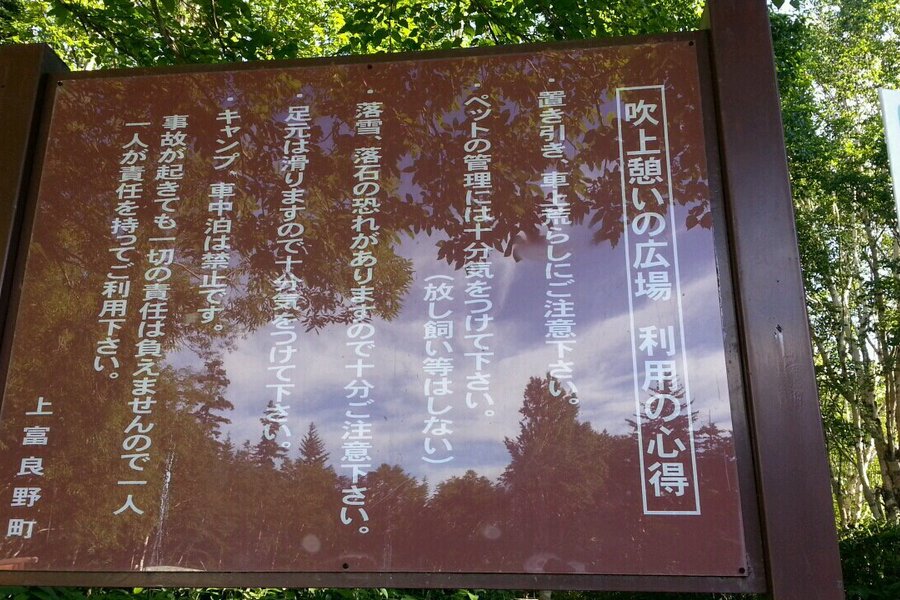 吹上憩いの広場　利用の心得
・置き引き、車上荒らしにご注意下さい。
・ペットの管理には十分気をつけて下さい。
（放し飼い等はしない）
・落雪、落石の恐れがありますので十分ご注意下さい。
・足元は滑りますので十分気をつけて下さい。
・キャンプ　車中泊は禁止です。
事故が起きても一切の責任は負えませんので一人
一人が責任を持ってご利用下さい。
上富良野町